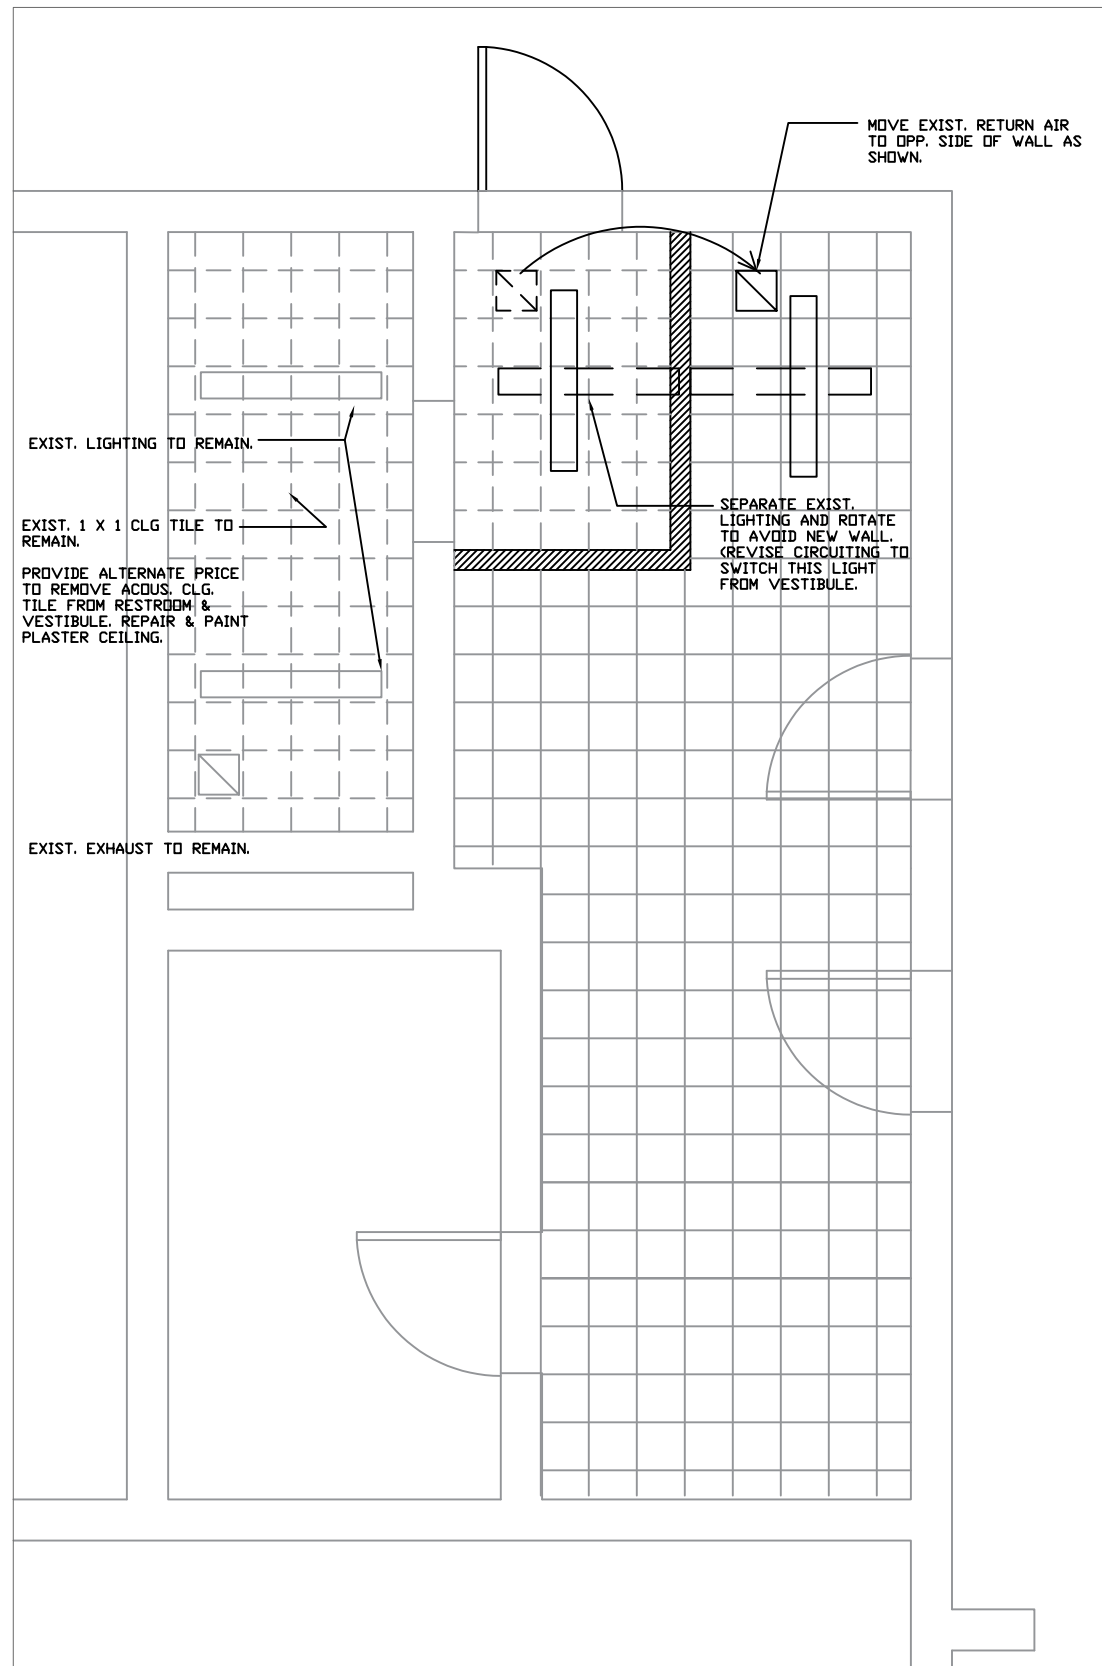 MOVE EXIST. RETURN AIR
TO OPP. SIDE OF WALL AS
SHOWN.
EXIST. LIGHTING TO REMAIN.
EXIST. 1 X 1 CLG TILE TO
REMAIN.
PROVIDE ALTERNATE PRICE
TO REMOVE ACOUS. CLG.
TILE FROM RESTROOM &
VESTIBULE. REPAIR & PAINT
PLASTER CEILING.
SEPARATE EXIST.
LIGHTING AND ROTATE
TO AVOID NEW WALL.
(REVISE CIRCUITING TO
SWITCH THIS LIGHT
FROM VESTIBULE.
EXIST. EXHAUST TO REMAIN.